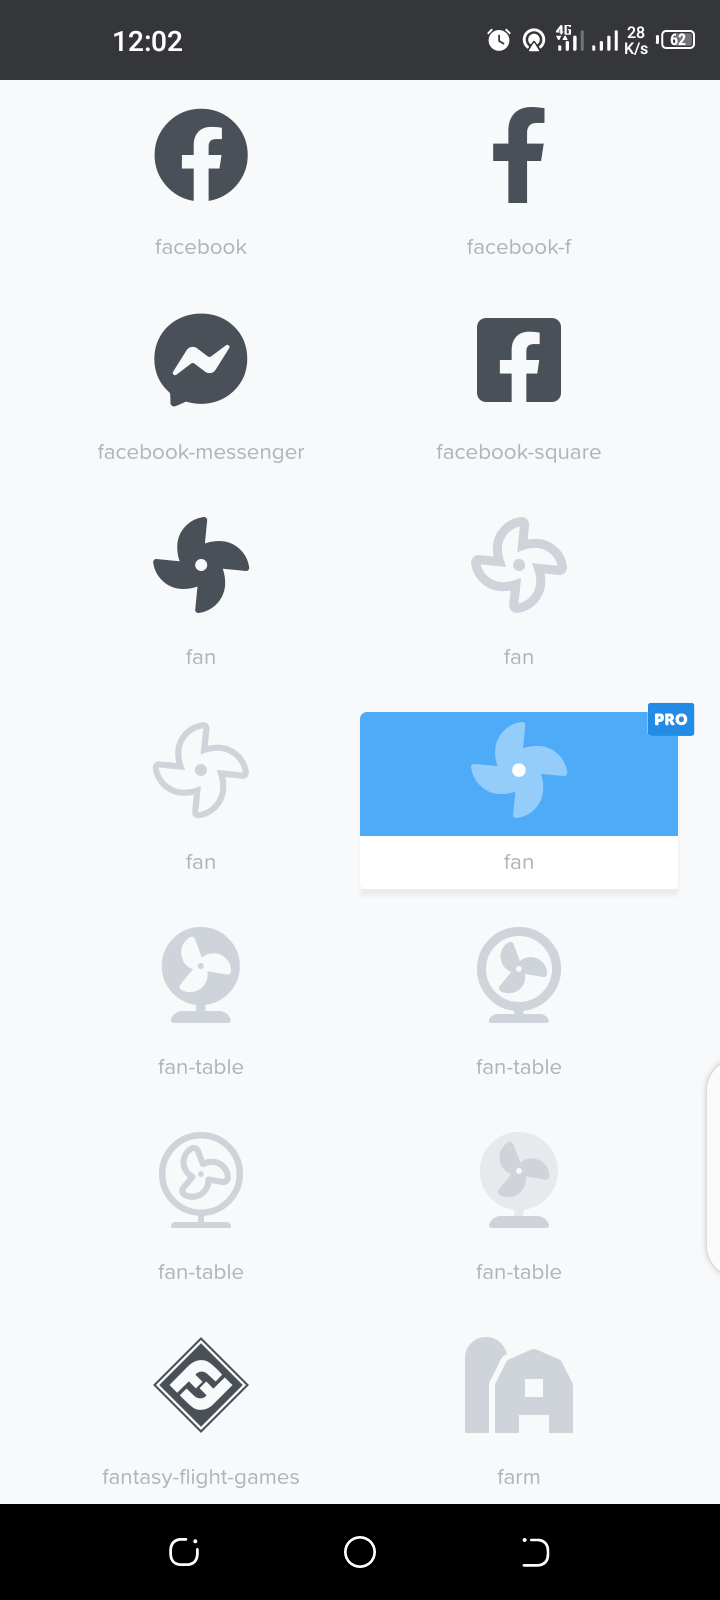 12:02
4G
28
K/s
62
facebook
facebook-f
facebook-messenger
facebook-square
fan
fan
PRO
fan
fan
fan-table
fan-table
fan-table
fan-table
fantasy-flight-games
farm